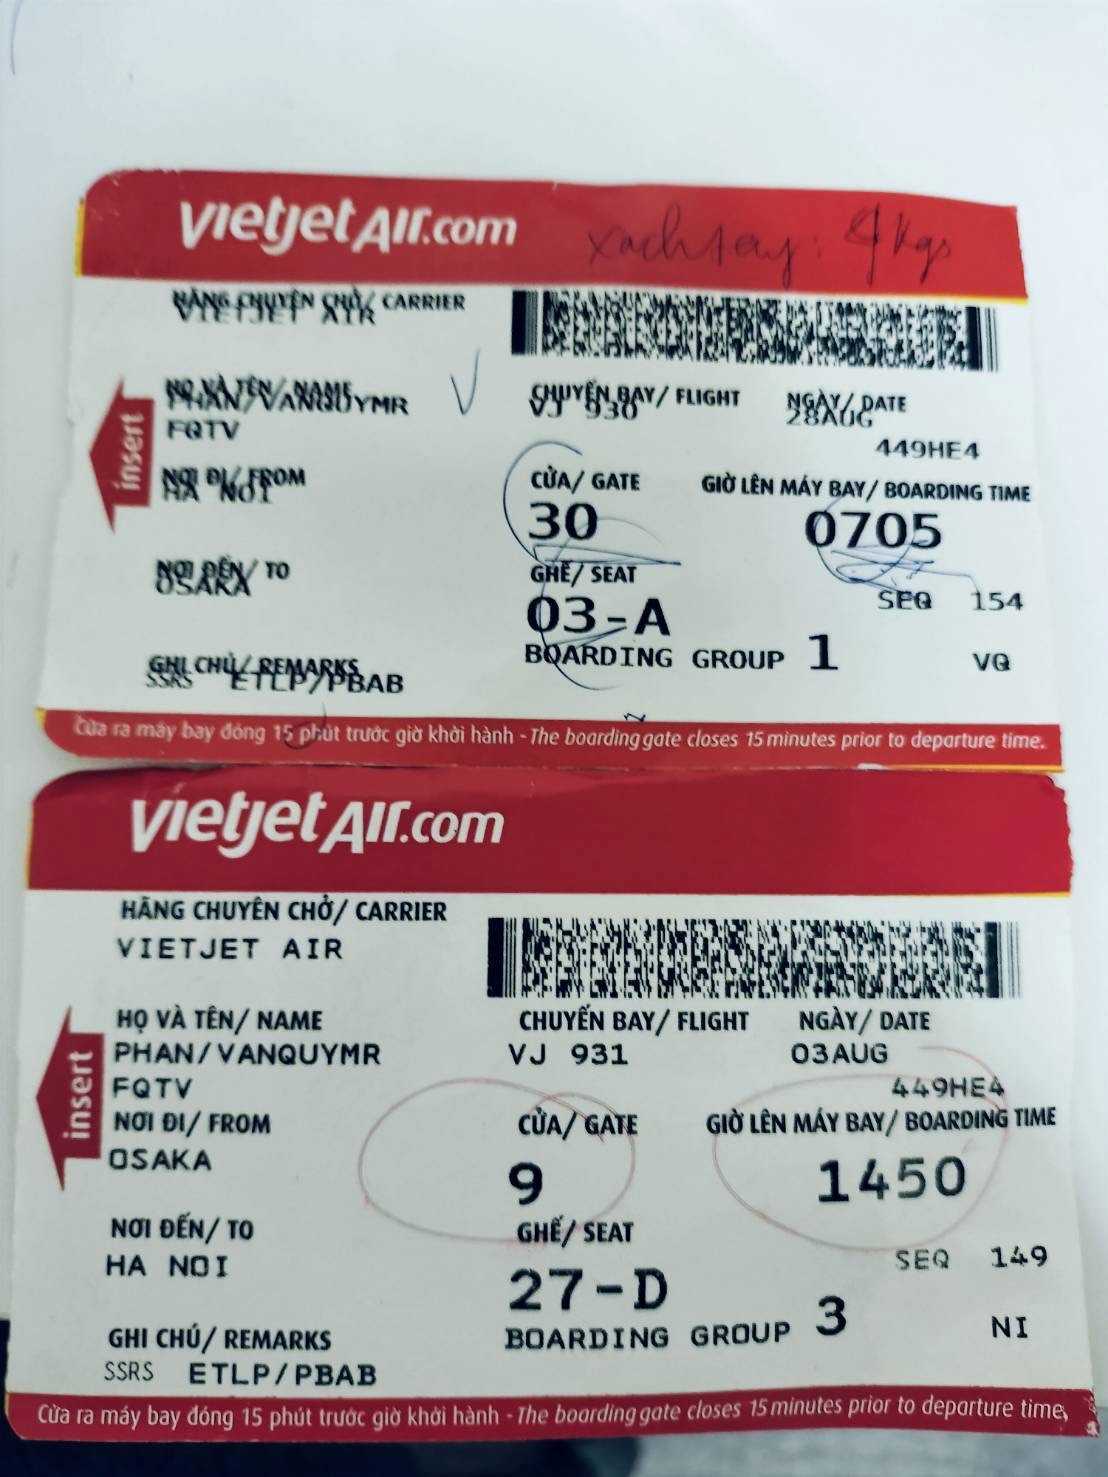 vietjetAir.com
xach tay: 4 kgs
HÃNG CHUYÊN CHỞ/ CARRIER
VIETJET AIR
HỌ VÀ TÊN/ NAME
PHAN/VANQUYMR
CHUYẾN BAY/ FLIGHT
VJ 930
NGÀY/ DATE
28AUG
FQTV
449HE4
insert
NƠI ĐI/ FROM
HA NOI
CỬA/ GATE
30
GIỜ LÊN MÁY BAY/ BOARDING TIME
0705
NƠI ĐẾN/ TO
OSAKA
GHẾ/ SEAT
03-A
SEQ 154
BOARDING GROUP 1
VQ
GHI CHÚ/ REMARKS
SSRS ETLP/PBAB
Cửa ra máy bay đóng 15 phút trước giờ khởi hành - The boarding gate closes 15 minutes prior to departure time.
vietjetAir.com
HÃNG CHUYÊN CHỞ/ CARRIER
VIETJET AIR
HỌ VÀ TÊN/ NAME
PHAN/VANQUYMR
CHUYẾN BAY/ FLIGHT
VJ 931
NGÀY/ DATE
03AUG
FQTV
449HE4
insert
NƠI ĐI/ FROM
OSAKA
CỬA/ GATE
9
GIỜ LÊN MÁY BAY/ BOARDING TIME
1450
NƠI ĐẾN/ TO
HA NOI
GHẾ/ SEAT
27-D
SEQ 149
BOARDING GROUP 3
NI
GHI CHÚ/ REMARKS
SSRS ETLP/PBAB
Cửa ra máy bay đóng 15 phút trước giờ khởi hành - The boarding gate closes 15 minutes prior to departure time.